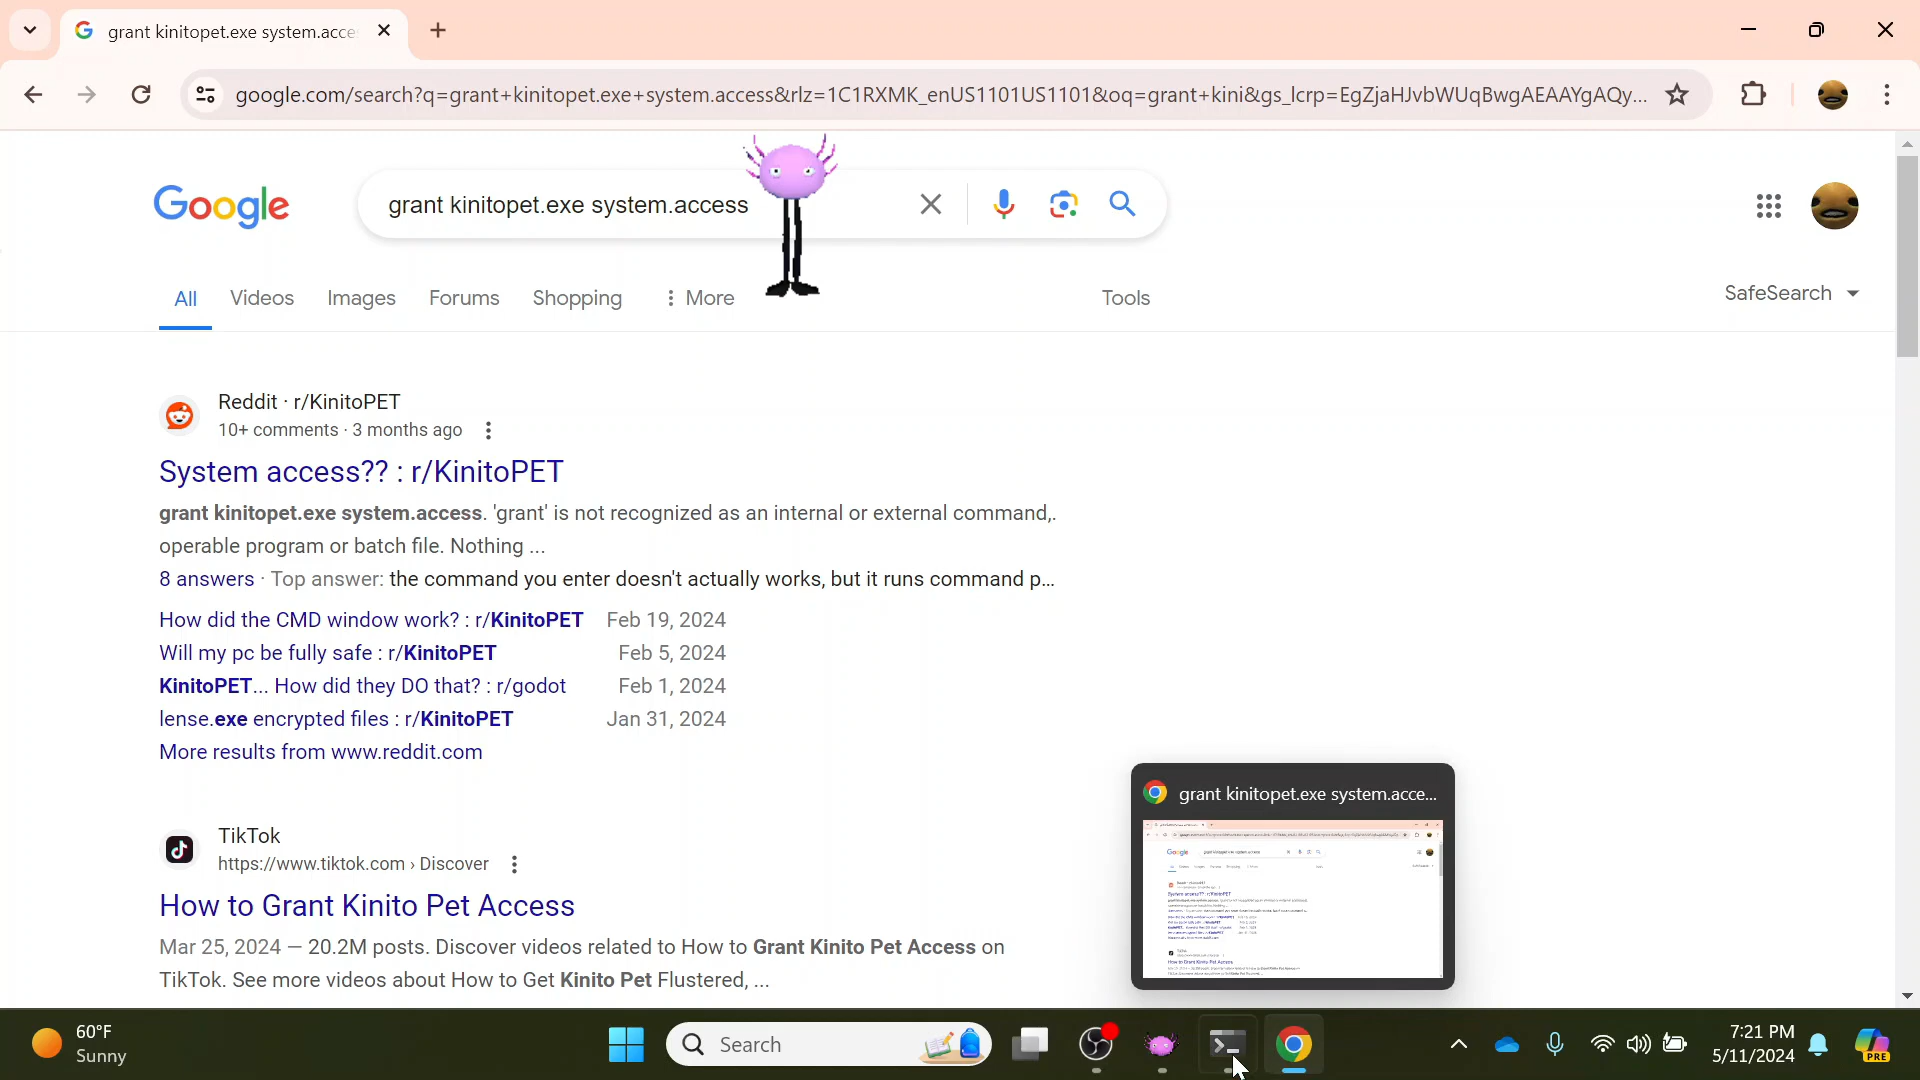 grant kinitopet.exe system.acce
google.com/search?q=grant+kinitopet.exe+system.access&rlz=1C1RXMK_enUS1101US1101&oq=grant+kini&gs_lcrp=EgZjaHJvbWUqBwgAEAAYgAQy...
Google
grant kinitopet.exe system.access
All Videos Images Forums Shopping More Tools SafeSearch
Reddit · r/KinitoPET
10+ comments · 3 months ago
System access?? : r/KinitoPET
grant kinitopet.exe system.access. 'grant' is not recognized as an internal or external command,.
operable program or batch file. Nothing ...
8 answers · Top answer: the command you enter doesn't actually works, but it runs command p...
How did the CMD window work? : r/KinitoPET Feb 19, 2024
Will my pc be fully safe : r/KinitoPET Feb 5, 2024
KinitoPET... How did they DO that? : r/godot Feb 1, 2024
lense.exe encrypted files : r/KinitoPET Jan 31, 2024
More results from www.reddit.com
TikTok
https://www.tiktok.com › Discover
How to Grant Kinito Pet Access
Mar 25, 2024 — 20.2M posts. Discover videos related to How to Grant Kinito Pet Access on
TikTok. See more videos about How to Get Kinito Pet Flustered, ...
grant kinitopet.exe system.acce...
60°F
Sunny
Search
7:21 PM
5/11/2024
PRE